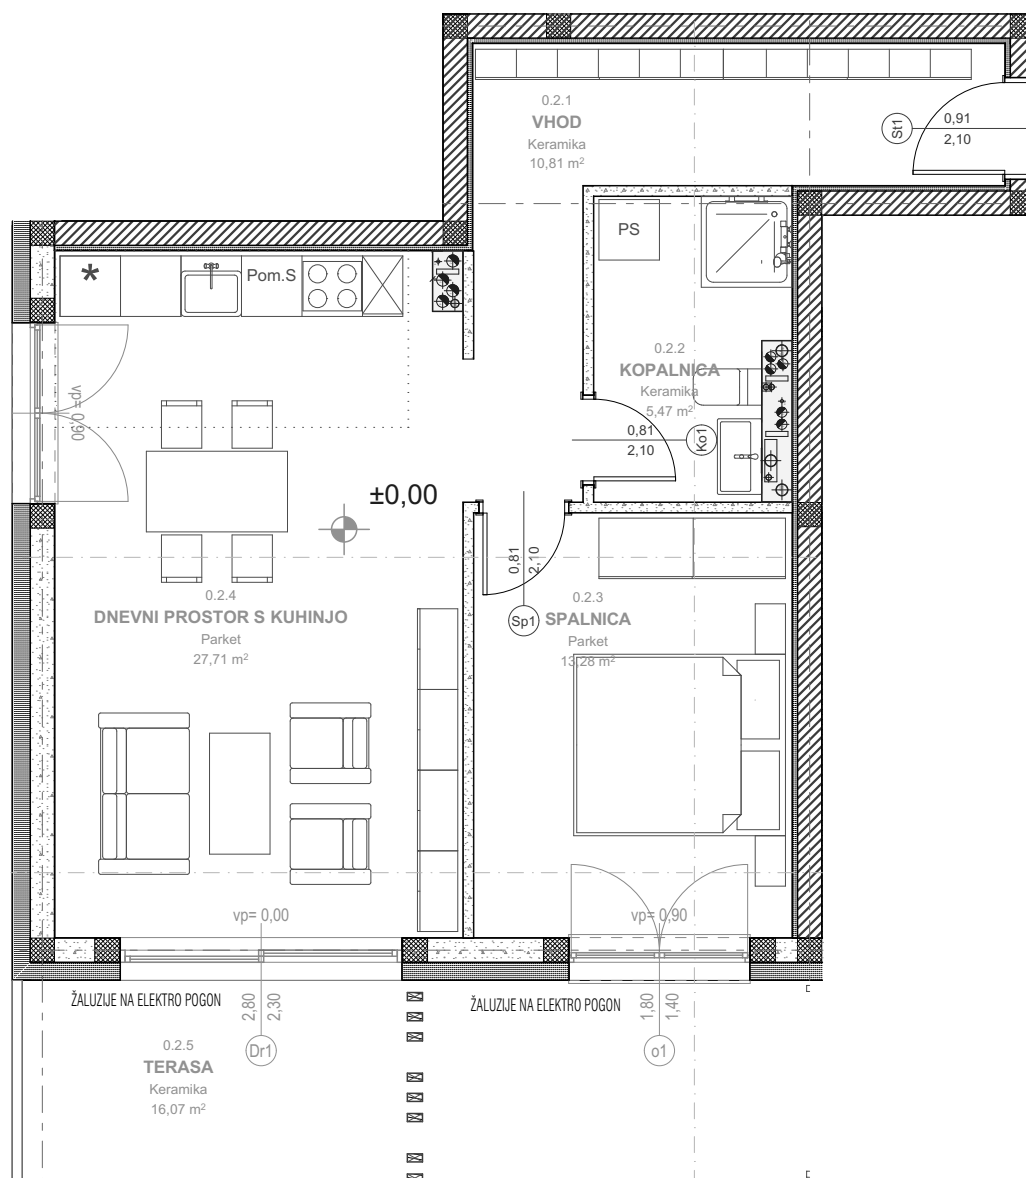 0.2.1
VHOD
Keramika
10,81 m²
St1
0,91
2,10
PS
*
Pom.S
0.2.2
KOPALNICA
Keramika
5,47 m²
vp= 0,90
0,81
2,10
Ko1
±0,00
0,81
2,10
Sp1
0.2.4
DNEVNI PROSTOR S KUHINJO
Parket
27,71 m²
0.2.3
SPALNICA
Parket
13,28 m²
vp= 0,00
vp= 0,90
ŽALUZIJE NA ELEKTRO POGON
2,80
2,30
Dr1
ŽALUZIJE NA ELEKTRO POGON
1,80
1,40
o1
0.2.5
TERASA
Keramika
16,07 m²